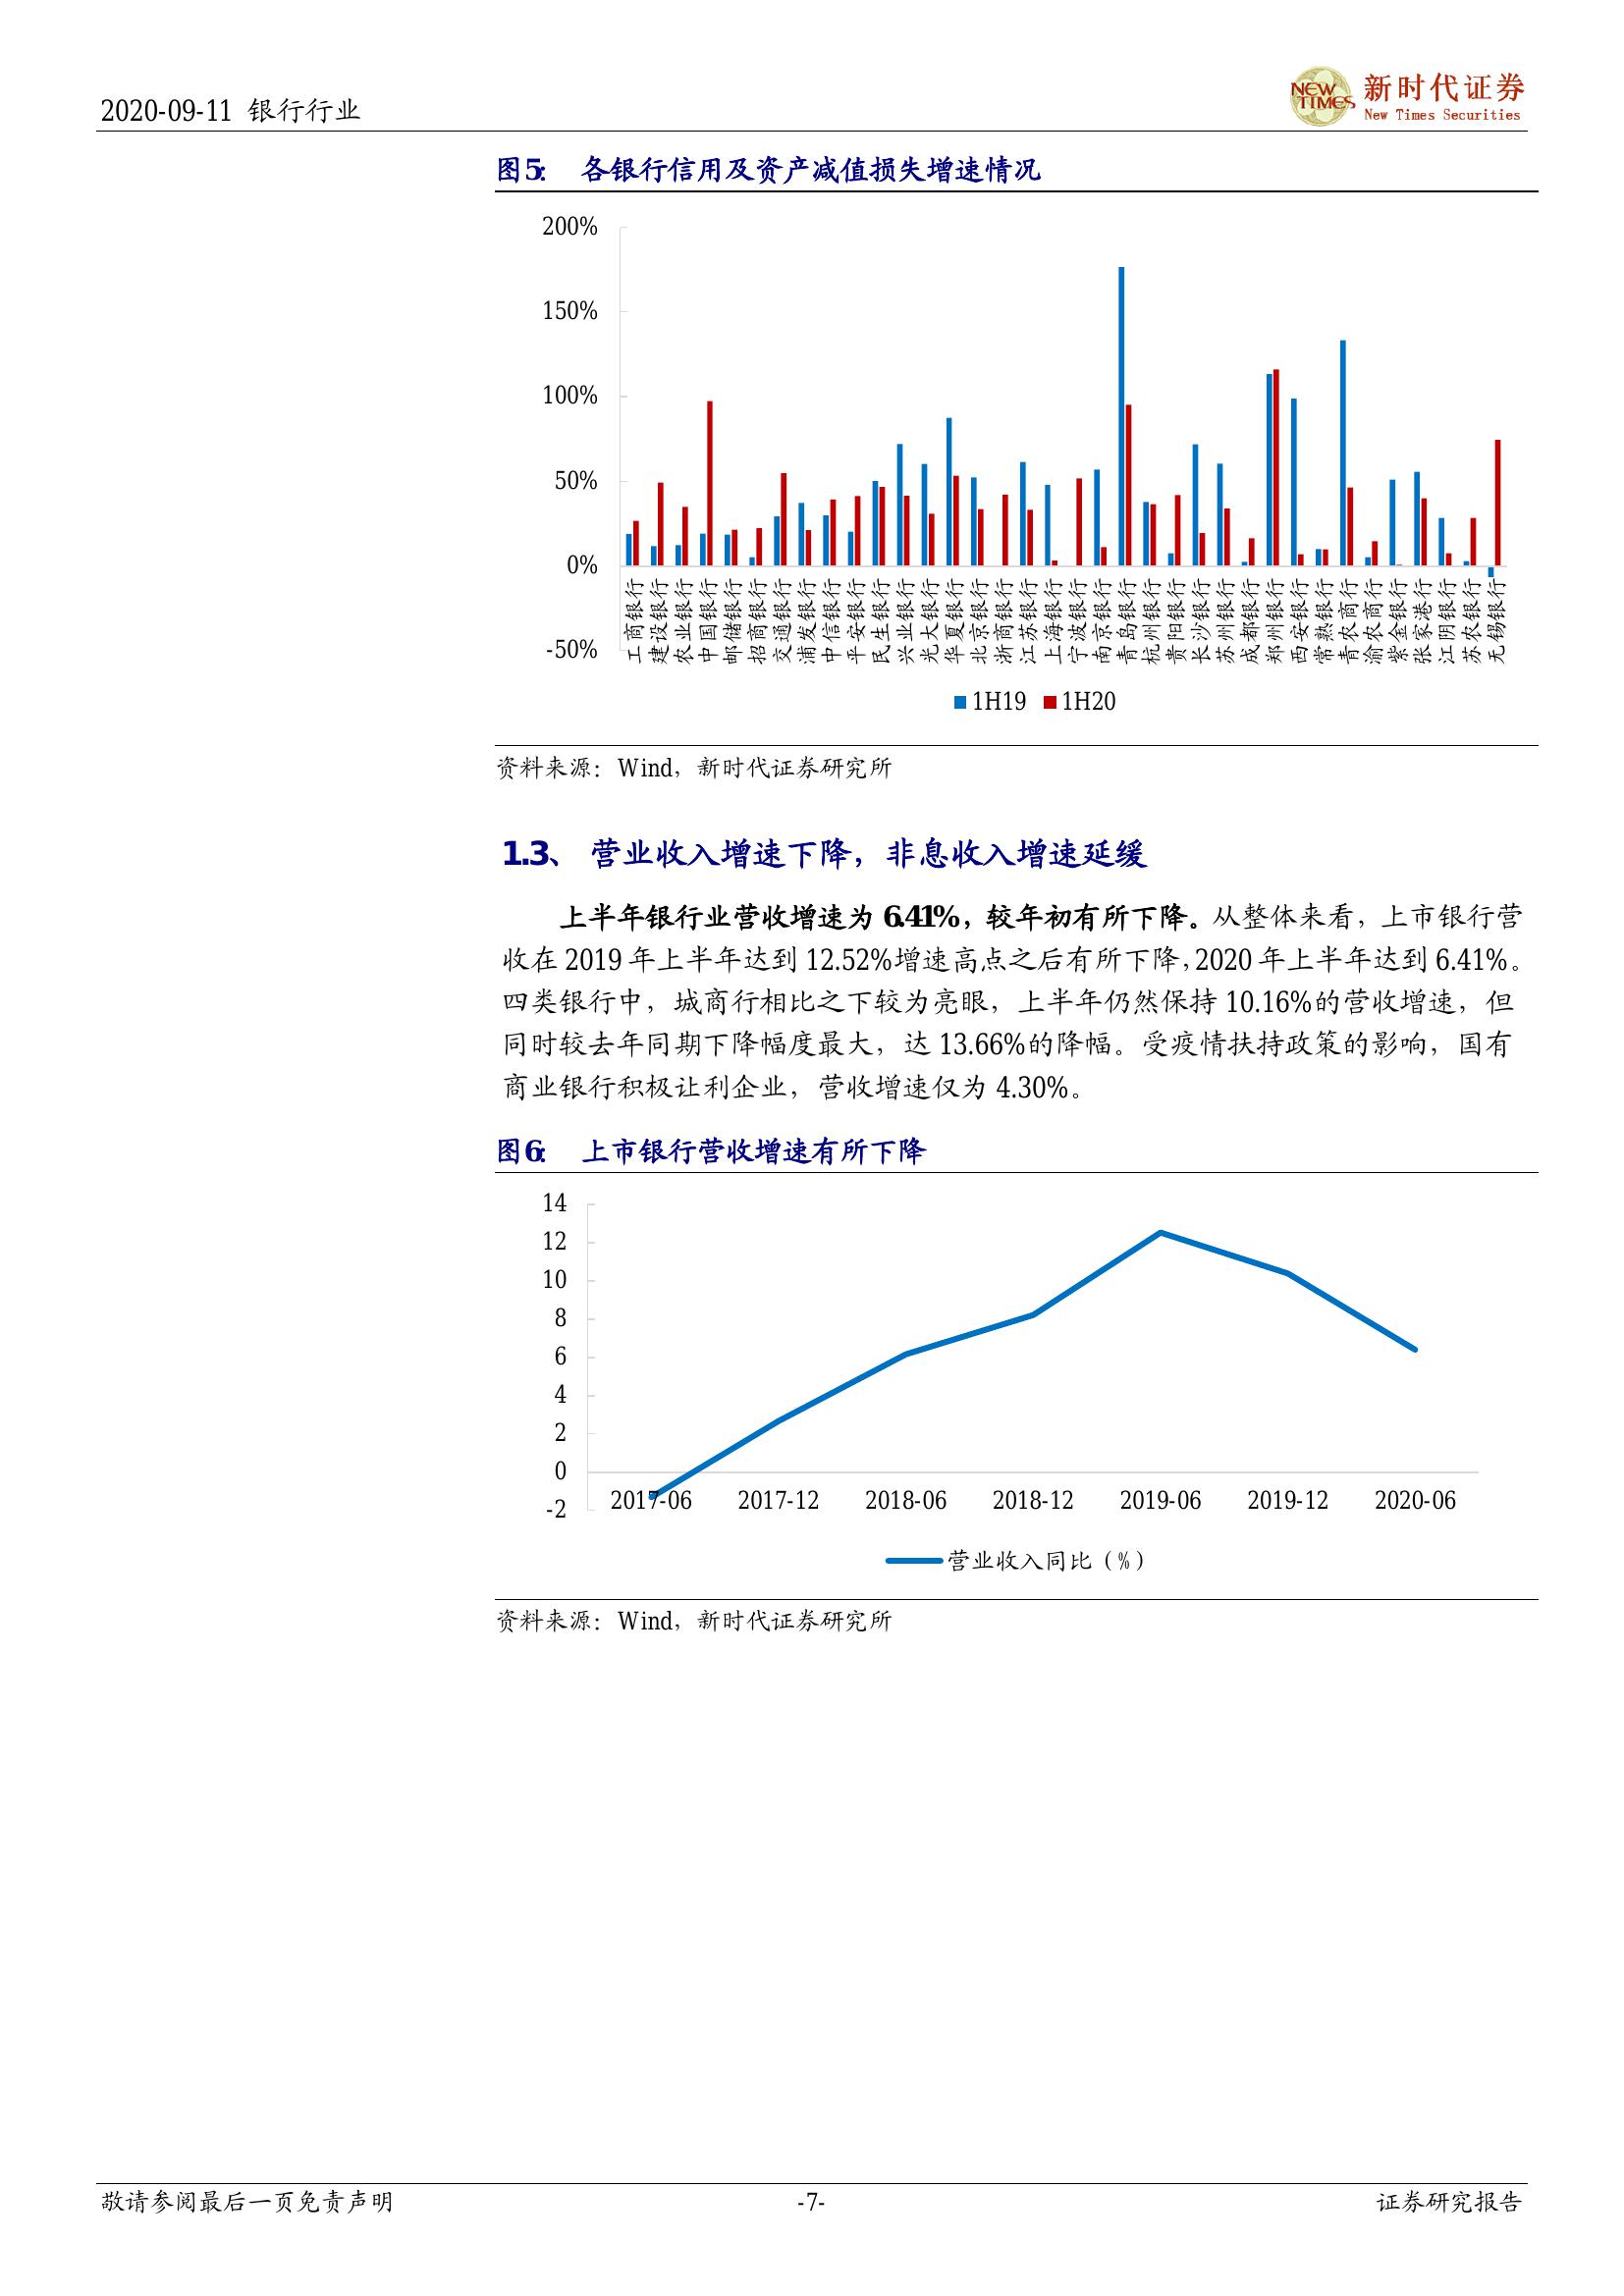 2020-09-11 银行行业
NEW TIMES
新时代证券
New Times Securities
图5： 各银行信用及资产减值损失增速情况
200%
150%
100%
50%
0%
-50%
工商银行
建设银行
农业银行
中国银行
邮储银行
招商银行
交通银行
浦发银行
中信银行
平安银行
民生银行
兴业银行
光大银行
华夏银行
北京银行
浙商银行
江苏银行
上海银行
宁波银行
南京银行
青岛银行
杭州银行
贵阳银行
长沙银行
苏州银行
成都银行
郑州银行
西安银行
常熟银行
青农商行
渝农商行
紫金银行
张家港行
江阴银行
苏农银行
无锡银行
1H19 1H20
资料来源：Wind，新时代证券研究所
1.3、 营业收入增速下降，非息收入增速延缓
上半年银行业营收增速为 6.41%，较年初有所下降。从整体来看，上市银行营
收在 2019 年上半年达到 12.52%增速高点之后有所下降，2020 年上半年达到 6.41%。
四类银行中，城商行相比之下较为亮眼，上半年仍然保持 10.16%的营收增速，但
同时较去年同期下降幅度最大，达 13.66%的降幅。受疫情扶持政策的影响，国有
商业银行积极让利企业，营收增速仅为 4.30%。
图6： 上市银行营收增速有所下降
14
12
10
8
6
4
2
0
-2
2017-06 2017-12 2018-06 2018-12 2019-06 2019-12 2020-06
营业收入同比（%）
资料来源：Wind，新时代证券研究所
敬请参阅最后一页免责声明 -7- 证券研究报告